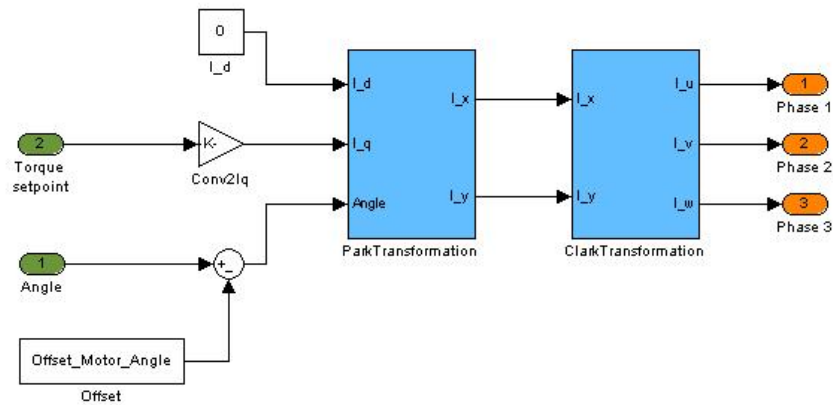 0
I_d
I_d
I_x
I_x
I_u
1
Phase 1
2
Torque
setpoint
K-
Conv2Iq
I_q
I_v
2
Phase 2
Angle
I_y
I_y
I_w
3
Phase 3
ParkTransformation
ClarkTransformation
1
Angle
+
-
Offset_Motor_Angle
Offset